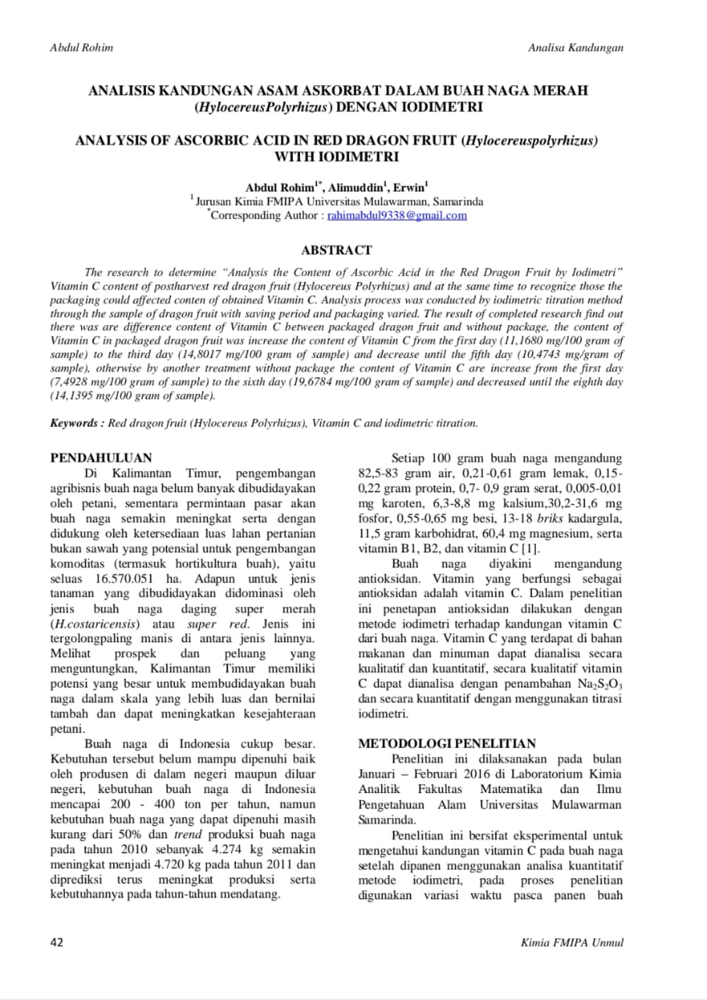 Abdul Rohim
Analisa Kandungan
ANALISIS KANDUNGAN ASAM ASKORBAT DALAM BUAH NAGA MERAH
(HylocereusPolyrhizus) DENGAN IODIMETRI
ANALYSIS OF ASCORBIC ACID IN RED DRAGON FRUIT (Hylocereuspolyrhizus)
WITH IODIMETRI
Abdul Rohim1*, Alimuddin1, Erwin1
1 Jurusan Kimia FMIPA Universitas Mulawarman, Samarinda
*Corresponding Author : rahimabdul9338@gmail.com
ABSTRACT
The research to determine “Analysis the Content of Ascorbic Acid in the Red Dragon Fruit by Iodimetri”
Vitamin C content of postharvest red dragon fruit (Hylocereus Polyrhizus) and at the same time to recognize those the
packaging could affected conten of obtained Vitamin C. Analysis process was conducted by iodimetric titration method
through the sample of dragon fruit with saving period and packaging varied. The result of completed research find out
there was are difference content of Vitamin C between packaged dragon fruit and without package, the content of
Vitamin C in packaged dragon fruit was increase the content of Vitamin C from the first day (11,1680 mg/100 gram of
sample) to the third day (14,8017 mg/100 gram of sample) and decrease until the fifth day (10,4743 mg/gram of
sample), otherwise by another treatment without package the content of Vitamin C are increase from the first day
(7,4928 mg/100 gram of sample) to the sixth day (19,6784 mg/100 gram of sample) and decreased until the eighth day
(14,1395 mg/100 gram of sample).
Keywords : Red dragon fruit (Hylocereus Polyrhizus), Vitamin C and iodimetric titration.
PENDAHULUAN
Di Kalimantan Timur, pengembangan
agribisnis buah naga belum banyak dibudidayakan
oleh petani, sementara permintaan pasar akan
buah naga semakin meningkat serta dengan
didukung oleh ketersediaan luas lahan pertanian
bukan sawah yang potensial untuk pengembangan
komoditas (termasuk hortikultura buah), yaitu
seluas 16.570.051 ha. Adapun untuk jenis
tanaman yang dibudidayakan didominasi oleh
jenis buah naga daging super merah
(H.costaricensis) atau super red. Jenis ini
tergolongpaling manis di antara jenis lainnya.
Melihat prospek dan peluang yang
menguntungkan, Kalimantan Timur memiliki
potensi yang besar untuk membudidayakan buah
naga dalam skala yang lebih luas dan bernilai
tambah dan dapat meningkatkan kesejahteraan
petani.
Buah naga di Indonesia cukup besar.
Kebutuhan tersebut belum mampu dipenuhi baik
oleh produsen di dalam negeri maupun diluar
negeri, kebutuhan buah naga di Indonesia
mencapai 200 - 400 ton per tahun, namun
kebutuhan buah naga yang dapat dipenuhi masih
kurang dari 50% dan trend produksi buah naga
pada tahun 2010 sebanyak 4.274 kg semakin
meningkat menjadi 4.720 kg pada tahun 2011 dan
diprediksi terus meningkat produksi serta
kebutuhannya pada tahun-tahun mendatang.
Setiap 100 gram buah naga mengandung
82,5-83 gram air, 0,21-0,61 gram lemak, 0,15-
0,22 gram protein, 0,7- 0,9 gram serat, 0,005-0,01
mg karoten, 6,3-8,8 mg kalsium,30,2-31,6 mg
fosfor, 0,55-0,65 mg besi, 13-18 briks kadargula,
11,5 gram karbohidrat, 60,4 mg magnesium, serta
vitamin B1, B2, dan vitamin C [1].
Buah naga diyakini mengandung
antioksidan. Vitamin yang berfungsi sebagai
antioksidan adalah vitamin C. Dalam penelitian
ini penetapan antioksidan dilakukan dengan
metode iodimetri terhadap kandungan vitamin C
dari buah naga. Vitamin C yang terdapat di bahan
makanan dan minuman dapat dianalisa secara
kualitatif dan kuantitatif, secara kualitatif vitamin
C dapat dianalisa dengan penambahan Na2S2O3
dan secara kuantitatif dengan menggunakan titrasi
iodimetri.
METODOLOGI PENELITIAN
Penelitian ini dilaksanakan pada bulan
Januari – Februari 2016 di Laboratorium Kimia
Analitik Fakultas Matematika dan Ilmu
Pengetahuan Alam Universitas Mulawarman
Samarinda.
Penelitian ini bersifat eksperimental untuk
mengetahui kandungan vitamin C pada buah naga
setelah dipanen menggunakan analisa kuantitatif
metode iodimetri, pada proses penelitian
digunakan variasi waktu pasca panen buah
42
Kimia FMIPA Unmul